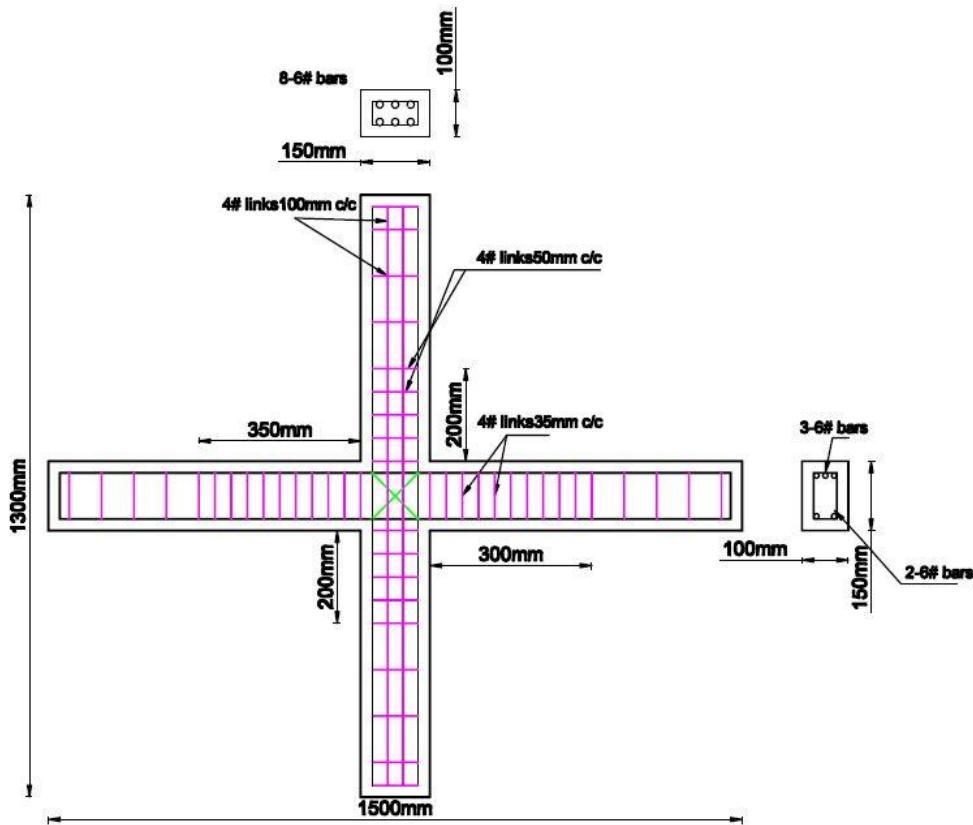 100mm
8-6# bars
150mm
4# links100mm c/c
4# links50mm c/c
350mm
200mm
4# links35mm c/c
3-6# bars
1300mm
200mm
300mm
100mm
150mm
2-6# bars
1500mm